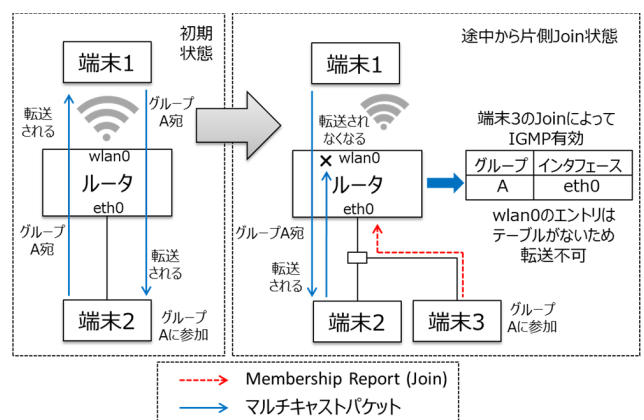 初期
状態
端末1
転送
される
グループ
A宛
wlan0
ルータ
eth0
グループ
A宛
転送
される
端末2
グループ
Aに参加
途中から片側Join状態
端末1
転送され
なくなる
× wlan0
ルータ
eth0
グループA宛
転送
される
端末2
端末3
グループ
Aに参加
端末3のJoinによって
IGMP有効
グループ インタフェース
A eth0
wlan0のエントリは
テーブルがないため
転送不可
Membership Report (Join)
マルチキャストパケット